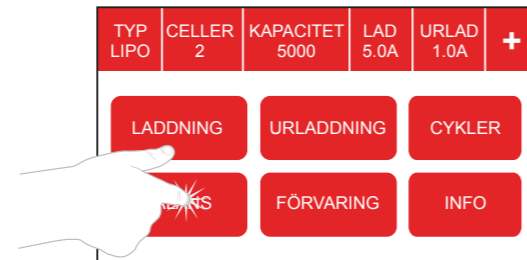 TYP CELLER KAPACITET LAD URLAD +
LIPO 2 5000 5.0A 1.0A
LADDNING URLADDNING CYKLER
FÖRVARING INFO